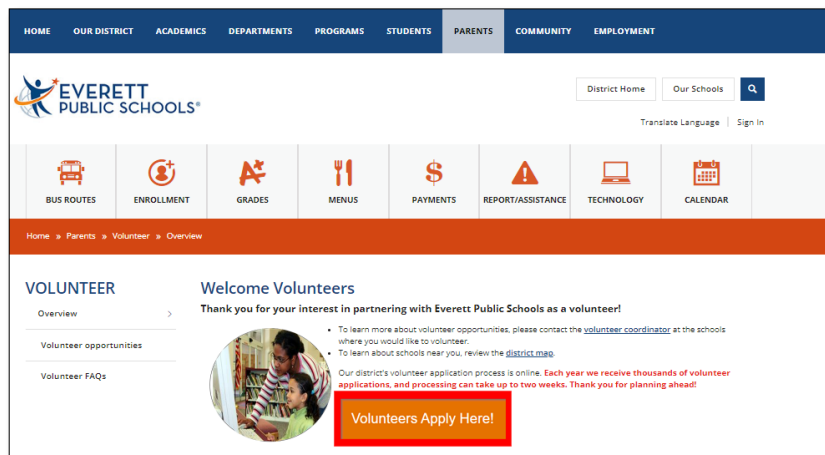 HOME OUR DISTRICT ACADEMICS DEPARTMENTS PROGRAMS STUDENTS PARENTS COMMUNITY EMPLOYMENT
EVERETT
PUBLIC SCHOOLS®
District Home Our Schools
Translate Language | Sign In
BUS ROUTES ENROLLMENT GRADES MENUS PAYMENTS REPORT/ASSISTANCE TECHNOLOGY CALENDAR
Home » Parents » Volunteer » Overview
VOLUNTEER
Overview >
Volunteer opportunities
Volunteer FAQs
Welcome Volunteers
Thank you for your interest in partnering with Everett Public Schools as a volunteer!
• To learn more about volunteer opportunities, please contact the volunteer coordinator at the schools
where you would like to volunteer.
• To learn about schools near you, review the district map.
Our district's volunteer application process is online. Each year we receive thousands of volunteer
applications, and processing can take up to two weeks. Thank you for planning ahead!
Volunteers Apply Here!